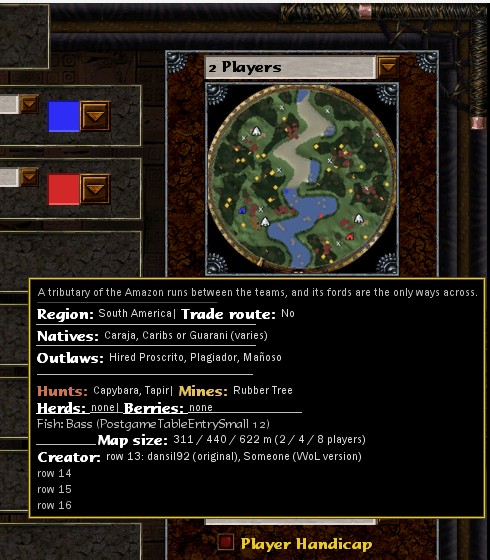 2 Players
A tributary of the Amazon runs between the teams, and its fords are the only ways across.
Region: South America| Trade route: No
Natives: Caraja, Caribs or Guarani (varies)
Outlaws: Hired Proscrito, Plagiador, Mañoso
Hunts: Capybara, Tapir| Mines: Rubber Tree
Herds: none| Berries: none
Fish: Bass (PostgameTableEntrySmall 12)
Map size: 311 / 440 / 622 m (2 / 4 / 8 players)
Creator: row 13: dansil92 (original), Someone (WoL version)
row 14
row 15
row 16
Player Handicap